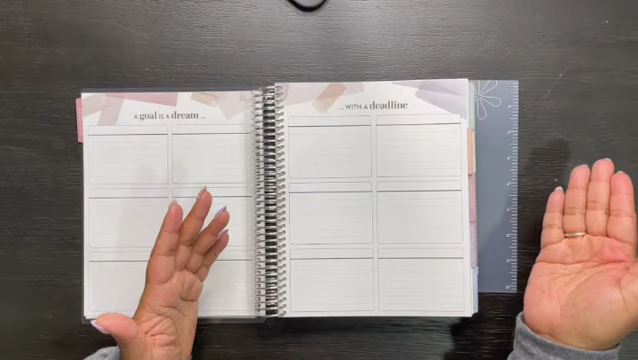 A goal IS A dream ...
... WITH A deadline